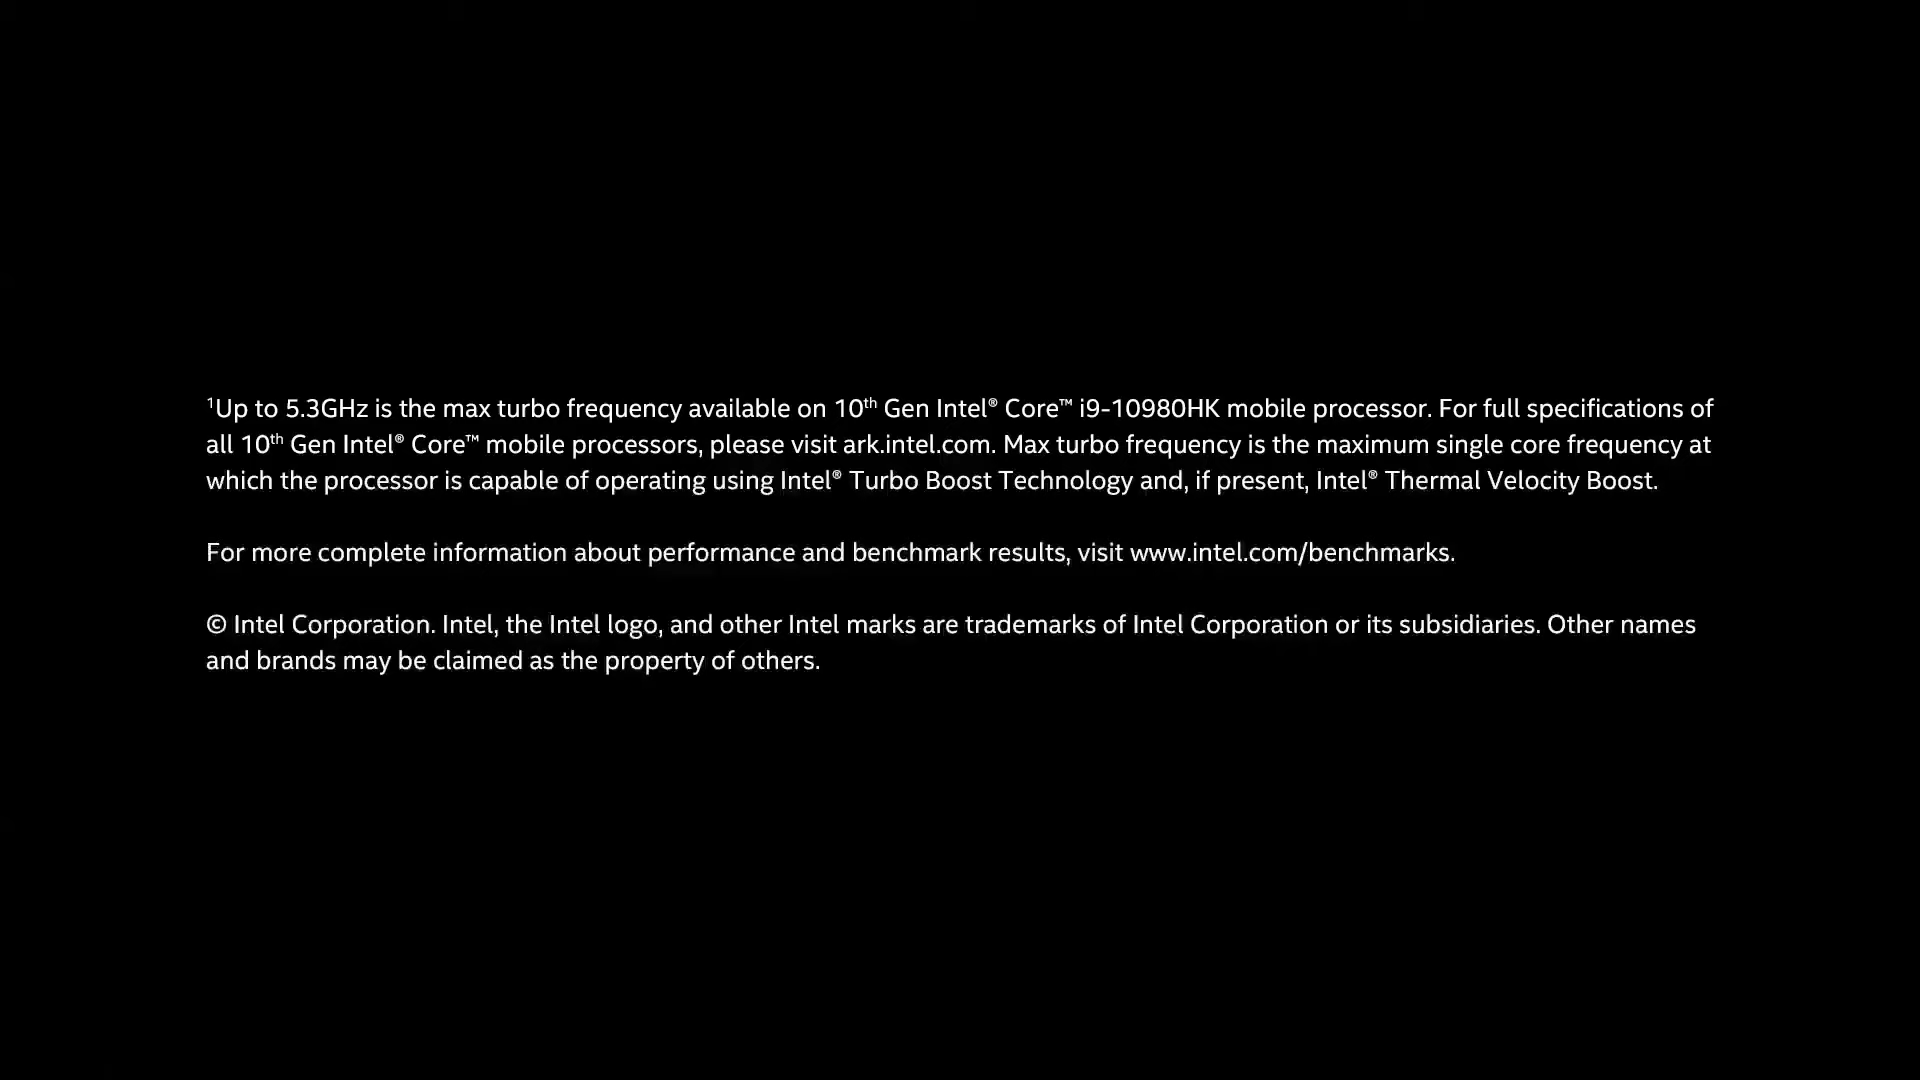 ¹Up to 5.3GHz is the max turbo frequency available on 10ᵗʰ Gen Intel® Core™ i9-10980HK mobile processor. For full specifications of
all 10ᵗʰ Gen Intel® Core™ mobile processors, please visit ark.intel.com. Max turbo frequency is the maximum single core frequency at
which the processor is capable of operating using Intel® Turbo Boost Technology and, if present, Intel® Thermal Velocity Boost.
For more complete information about performance and benchmark results, visit www.intel.com/benchmarks.
© Intel Corporation. Intel, the Intel logo, and other Intel marks are trademarks of Intel Corporation or its subsidiaries. Other names
and brands may be claimed as the property of others.